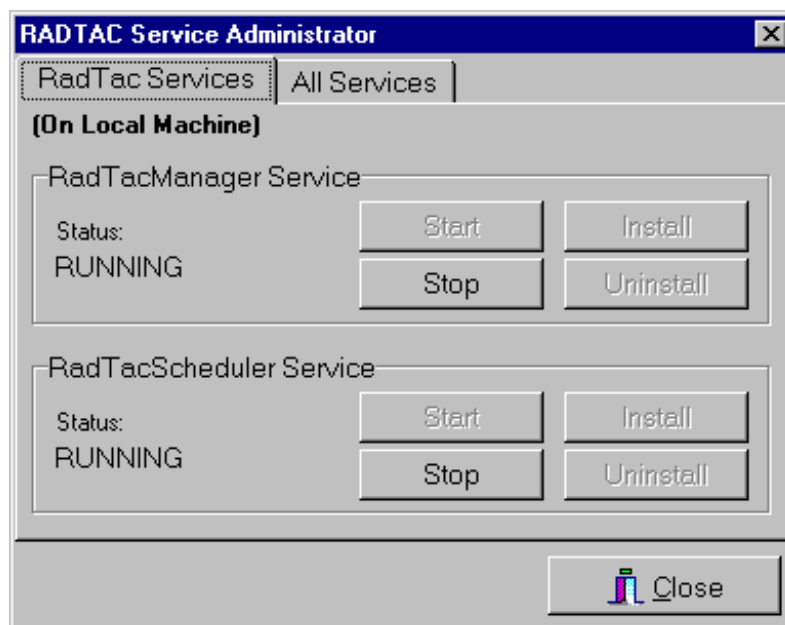 RADTAC Service Administrator
RadTac Services All Services
(On Local Machine)
RadTacManager Service
Status: Start Install
RUNNING Stop Uninstall
RadTacScheduler Service
Status: Start Install
RUNNING Stop Uninstall
Close